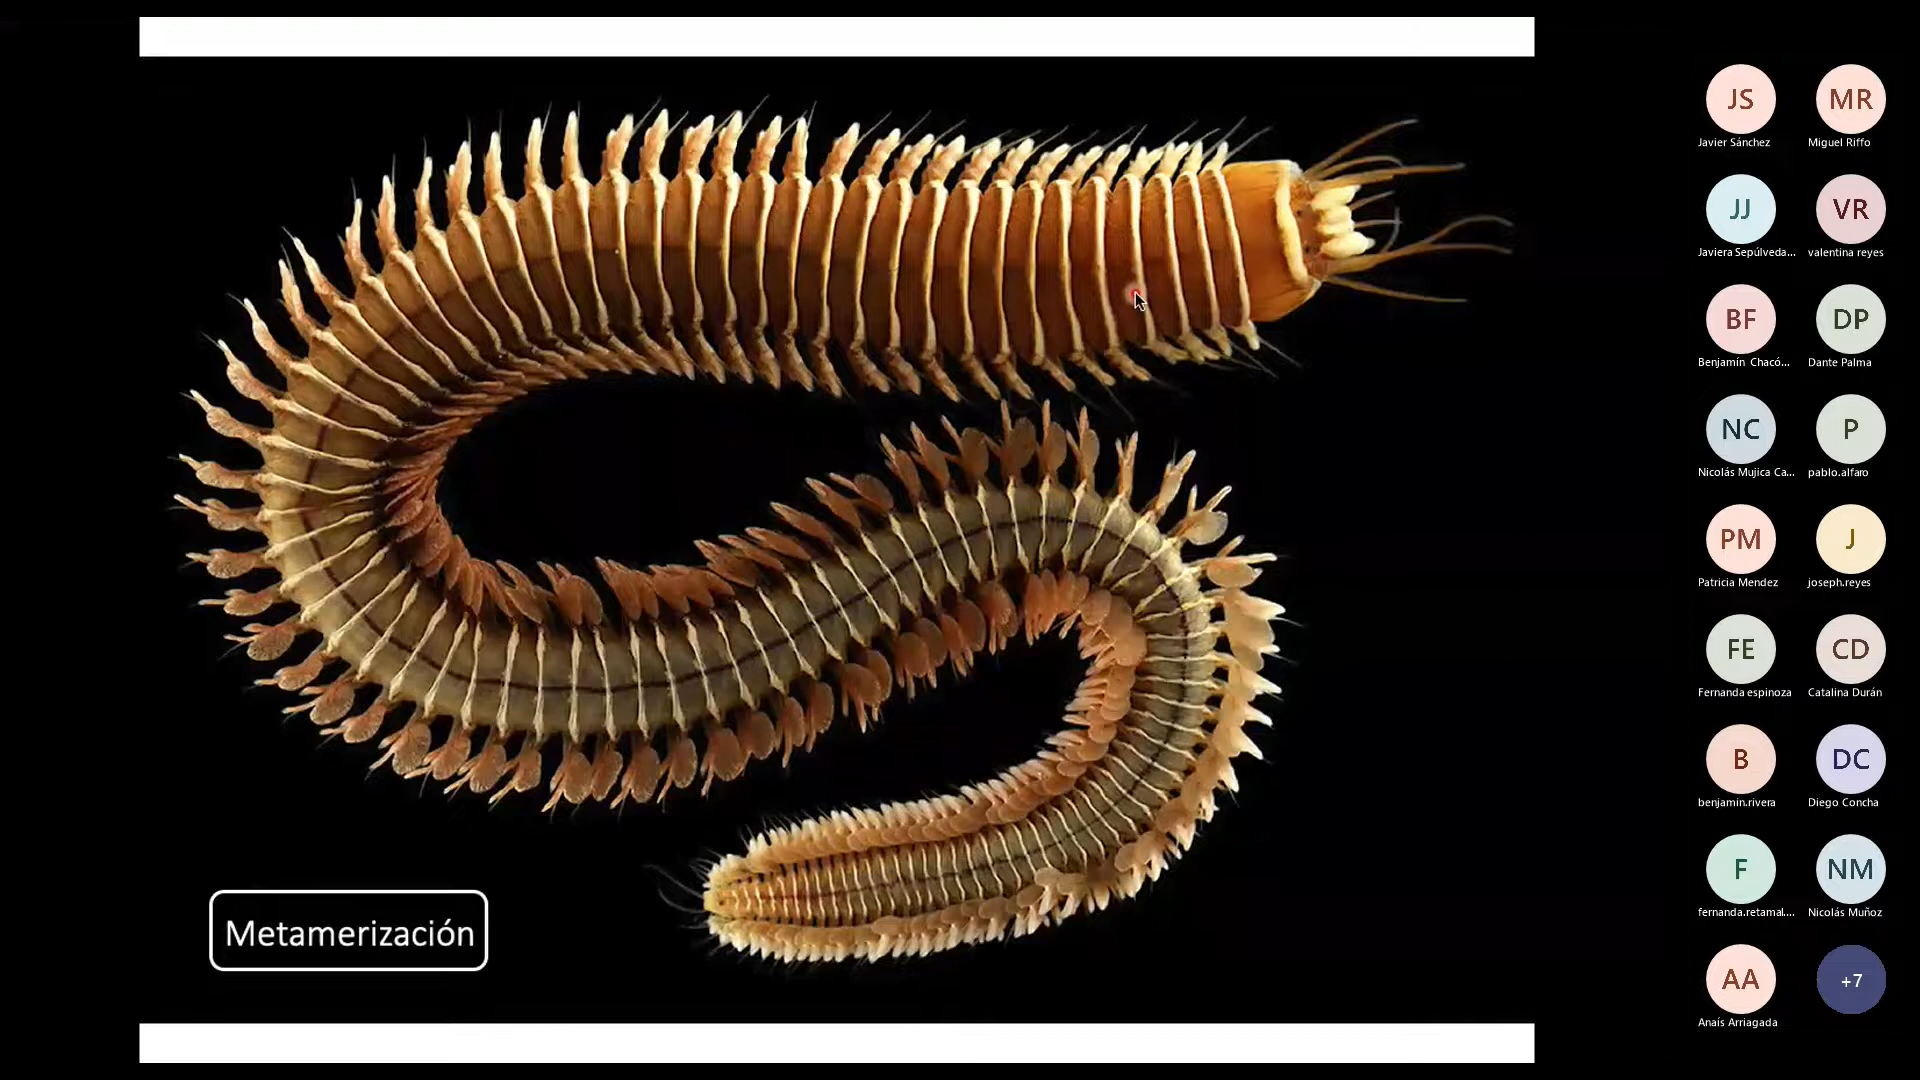 Metamerización
JS
MR
Javier Sánchez
Miguel Riffo
JJ
VR
Javiera Sepúlveda...
valentina reyes
BF
DP
Benjamín Chacó...
Dante Palma
NC
P
Nicolás Mujica Ca...
pablo.alfaro
PM
J
Patricia Mendez
joseph.reyes
FE
CD
Fernanda espinoza
Catalina Durán
B
DC
benjamin.rivera
Diego Concha
F
NM
fernanda.retamal....
Nicolás Muñoz
AA
+7
Anaís Arriagada